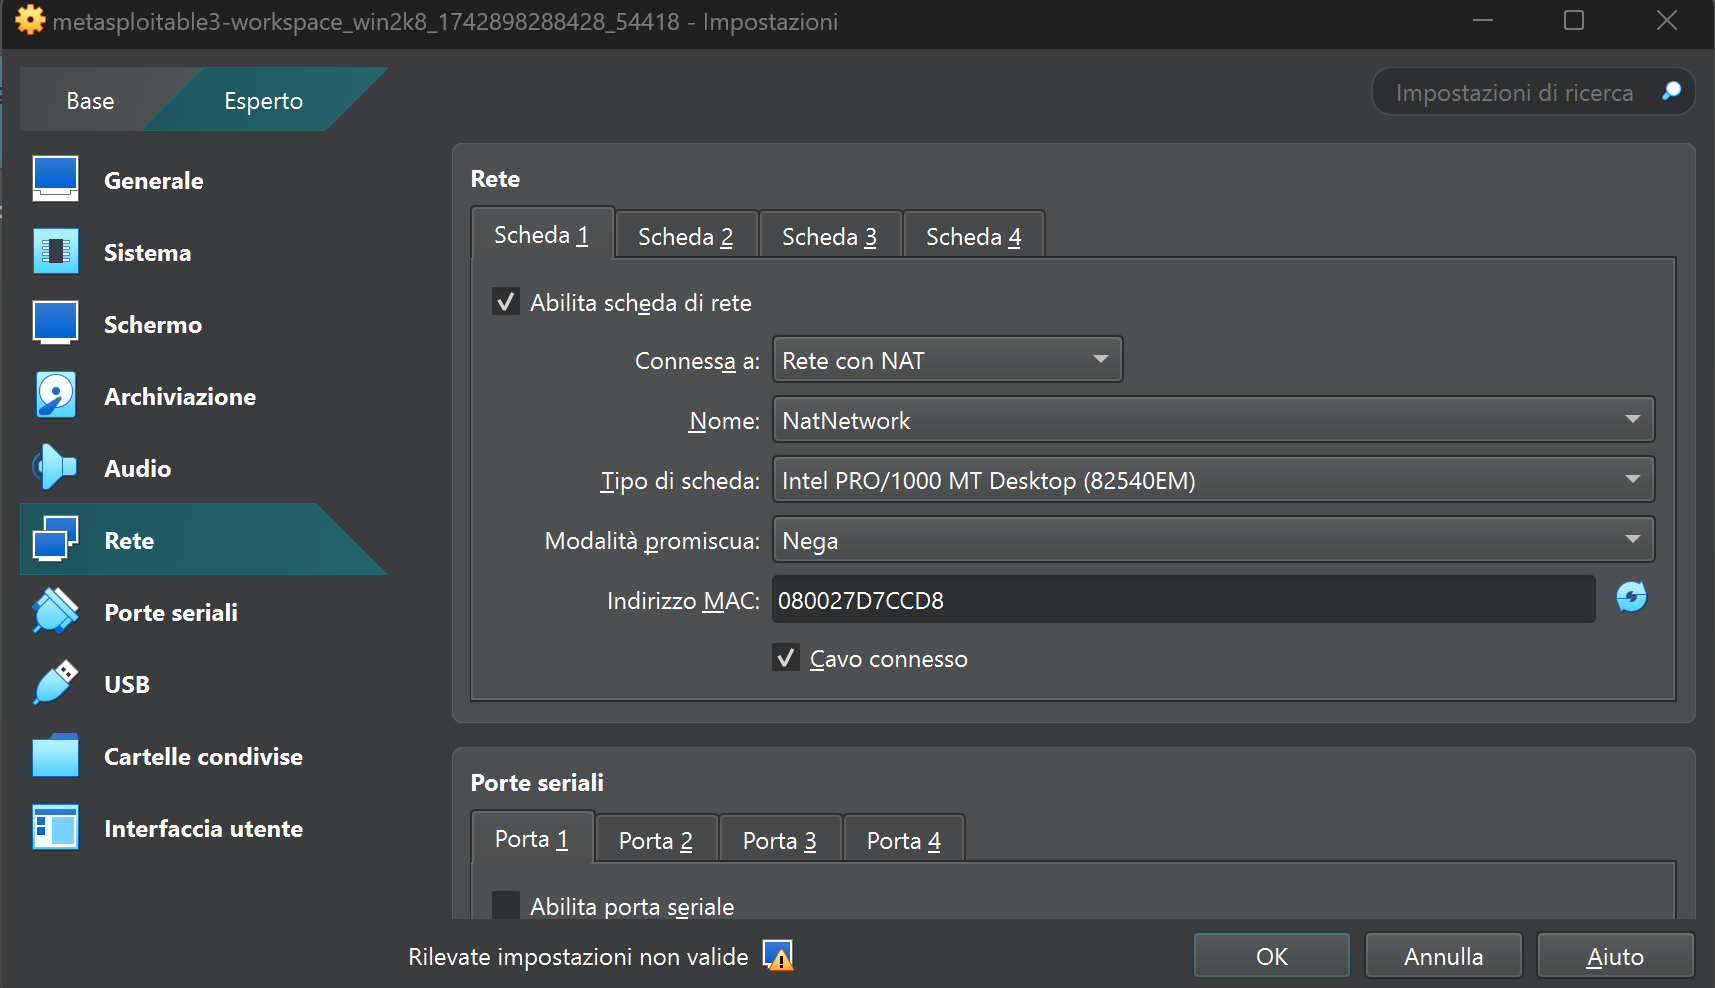 metasploitable3-workspace_win2k8_1742898288428_54418 - Impostazioni
Base
Esperto
Impostazioni di ricerca
Generale
Sistema
Schermo
Archiviazione
Audio
Rete
Porte seriali
USB
Cartelle condivise
Interfaccia utente
Rete
Scheda 1
Scheda 2
Scheda 3
Scheda 4
Abilita scheda di rete
Connessa a: Rete con NAT
Nome: NatNetwork
Tipo di scheda: Intel PRO/1000 MT Desktop (82540EM)
Modalità promiscua: Nega
Indirizzo MAC: 080027D7CCD8
Cavo connesso
Porte seriali
Porta 1
Porta 2
Porta 3
Porta 4
Abilita porta seriale
Rilevate impostazioni non valide
OK
Annulla
Aiuto